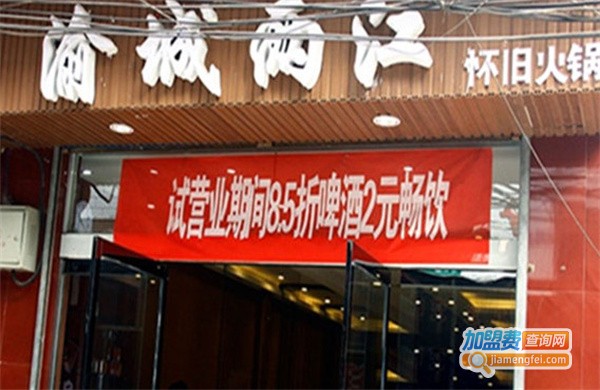 渝城两江 怀旧火锅
试营业期间8.5折啤酒2元畅饮
加盟费查询网
jiamengfei.com